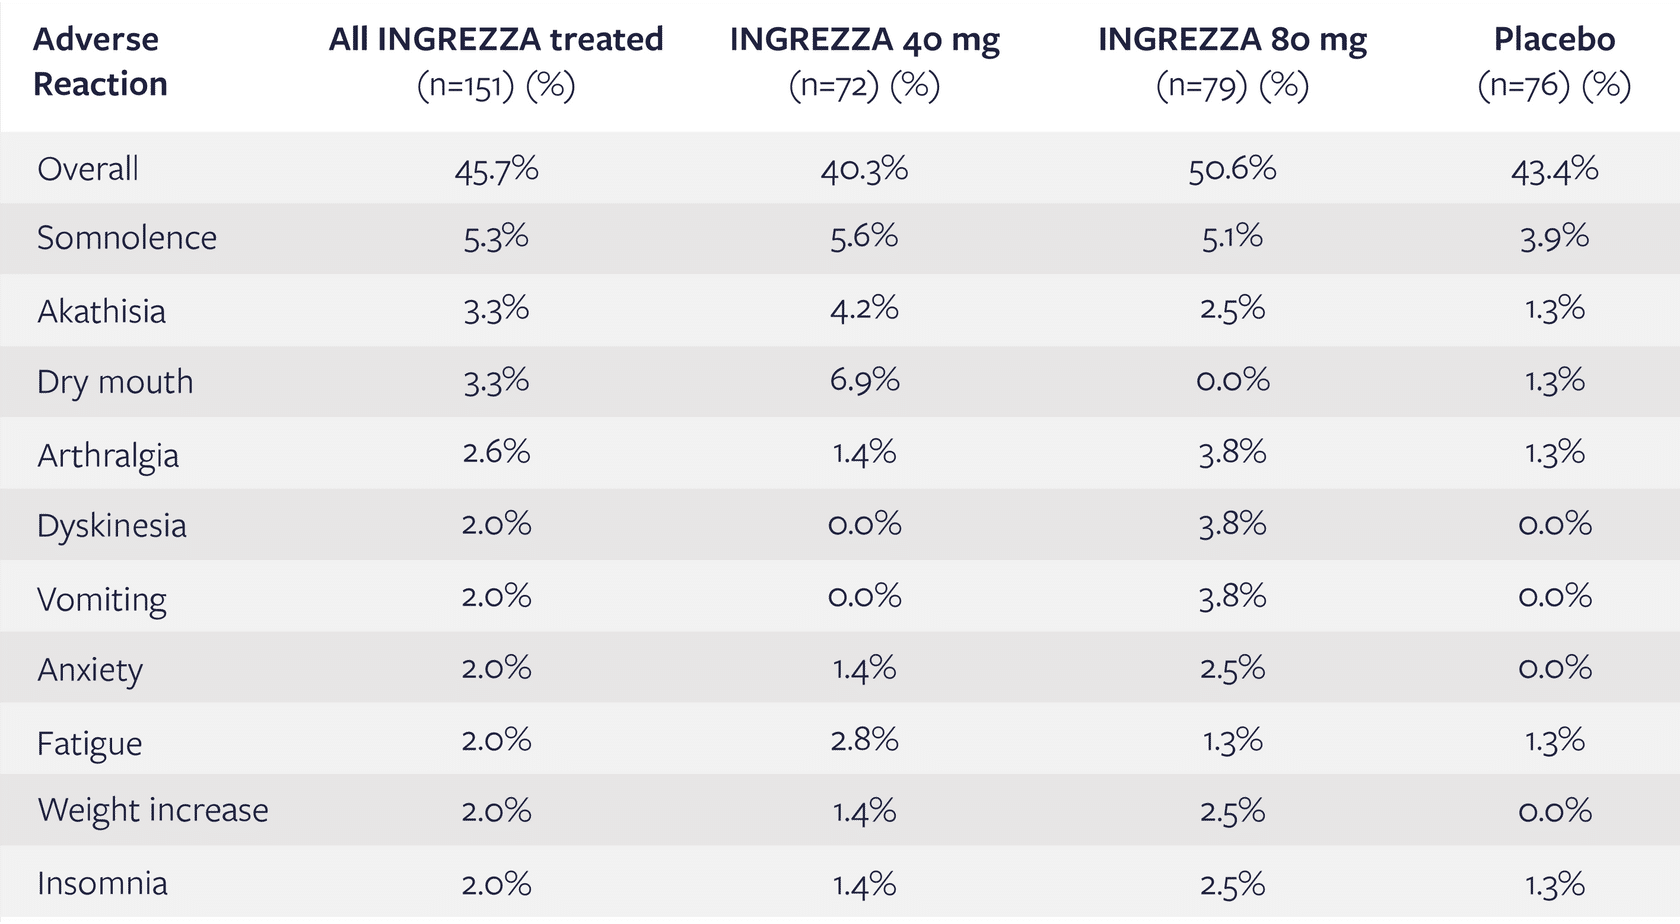 Adverse Reaction All INGREZZA treated (n=151) (%) INGREZZA 40 mg (n=72) (%) INGREZZA 80 mg (n=79) (%) Placebo (n=76) (%)
Overall 45.7% 40.3% 50.6% 43.4%
Somnolence 5.3% 5.6% 5.1% 3.9%
Akathisia 3.3% 4.2% 2.5% 1.3%
Dry mouth 3.3% 6.9% 0.0% 1.3%
Arthralgia 2.6% 1.4% 3.8% 1.3%
Dyskinesia 2.0% 0.0% 3.8% 0.0%
Vomiting 2.0% 0.0% 3.8% 0.0%
Anxiety 2.0% 1.4% 2.5% 0.0%
Fatigue 2.0% 2.8% 1.3% 1.3%
Weight increase 2.0% 1.4% 2.5% 0.0%
Insomnia 2.0% 1.4% 2.5% 1.3%